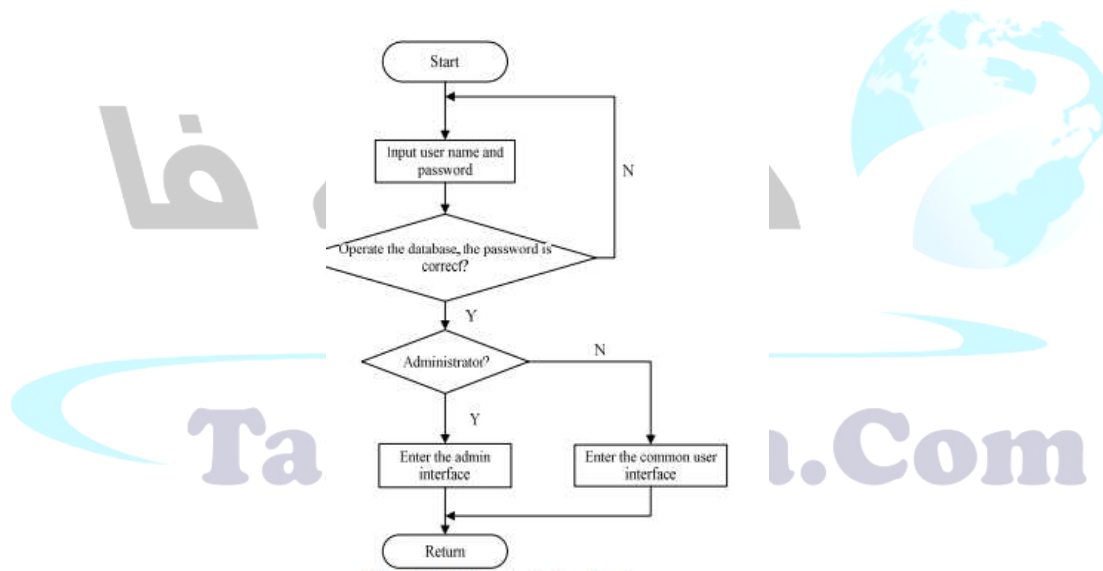 Start
Input user name and
password
N
Operate the database, the password is
correct?
Y
Administrator?
N
Y
Enter the admin
interface
Enter the common user
interface
Return
فا
Ta
a.Com